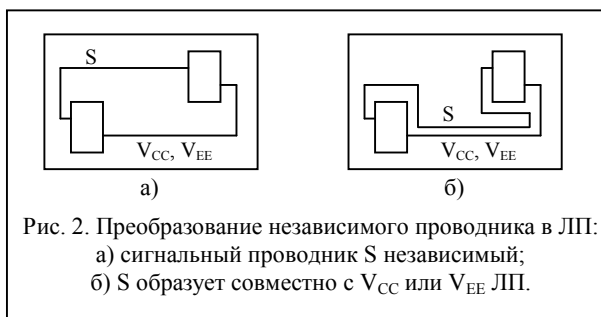 S
V_CC, V_EE
а)
S
V_CC, V_EE
б)
Рис. 2. Преобразование независимого проводника в ЛП:
а) сигнальный проводник S независимый;
б) S образует совместно с V_CC или V_EE ЛП.